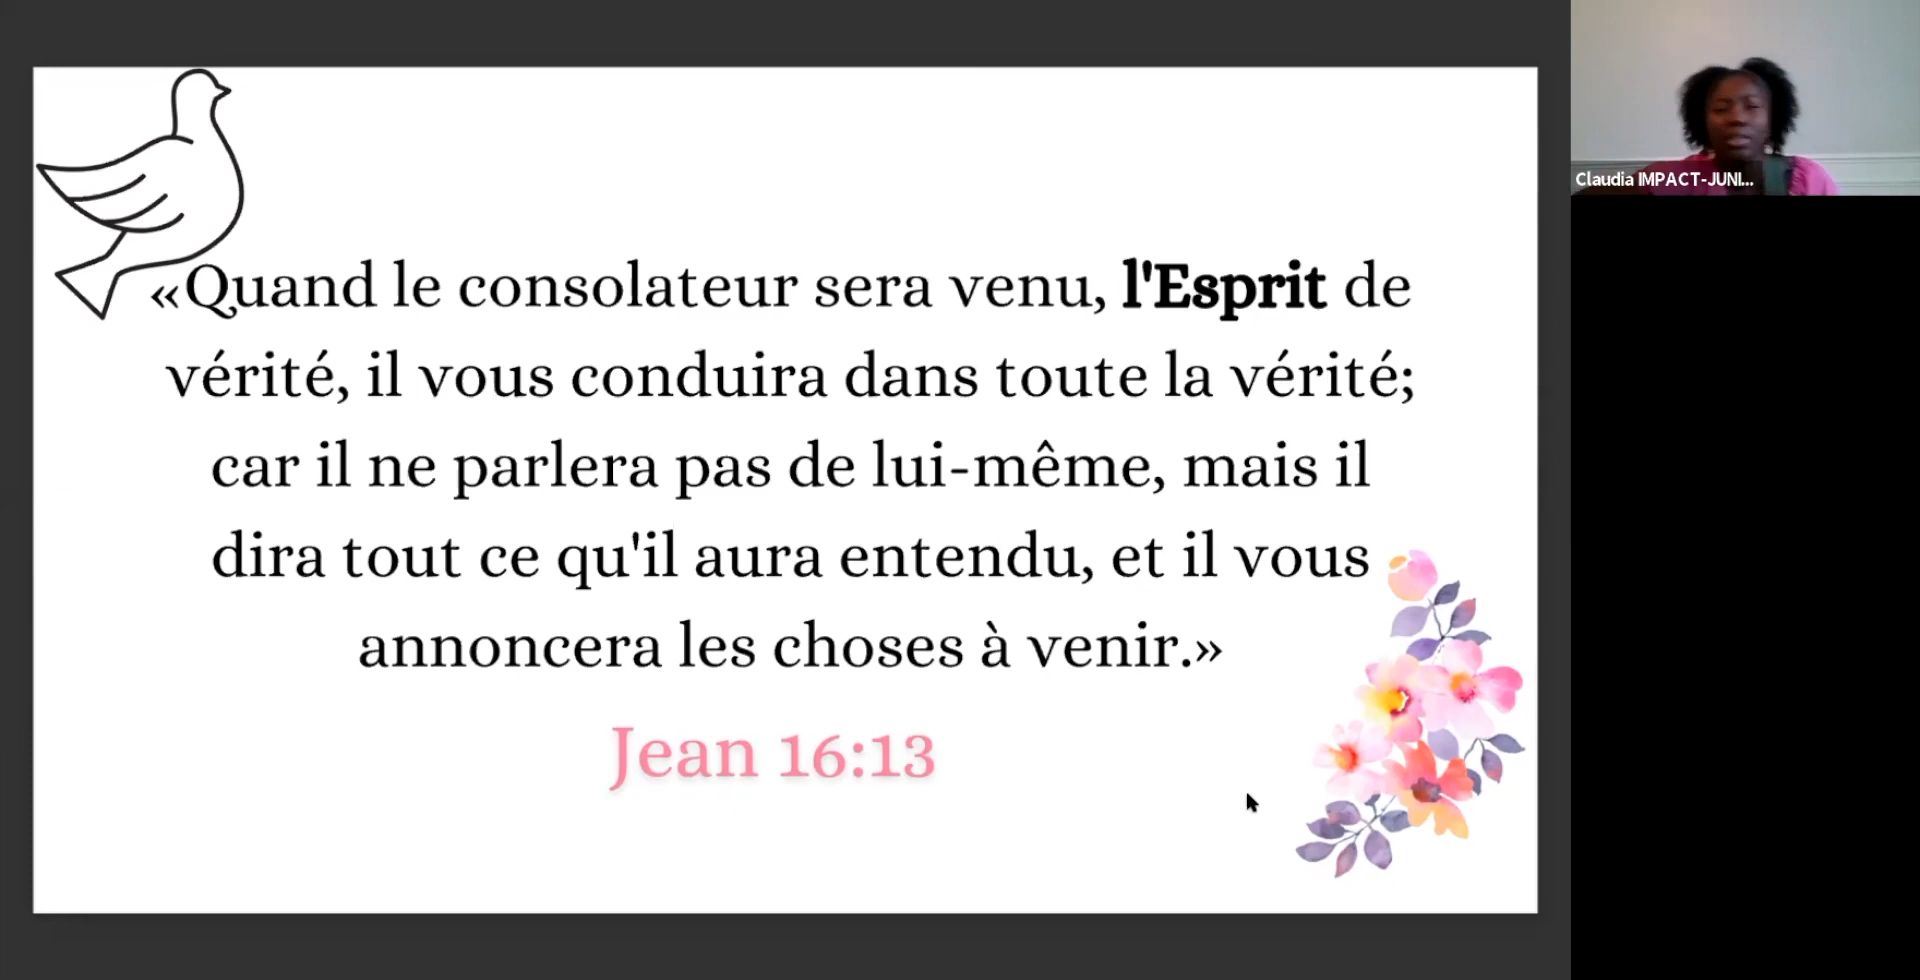 «Quand le consolateur sera venu, l'Esprit de
vérité, il vous conduira dans toute la vérité;
car il ne parlera pas de lui-même, mais il
dira tout ce qu'il aura entendu, et il vous
annoncera les choses à venir.»
Jean 16:13
Claudia IMPACT-JUNI...